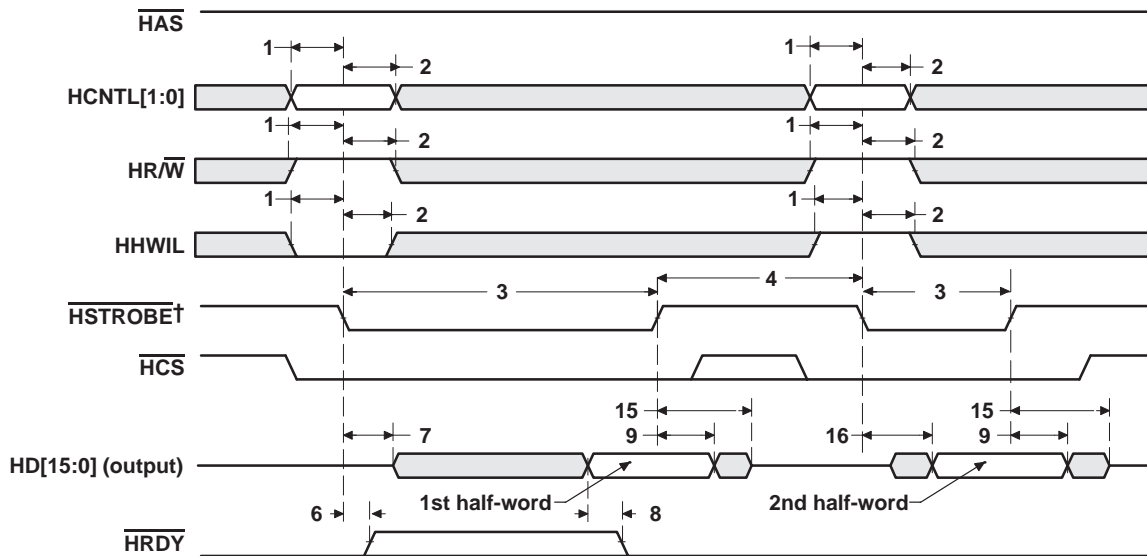 HAS
1
1
2
2
HCNTL[1:0]
1
1
2
2
HR/W
1
1
2
2
HHWIL
3
4
3
HSTROBE†
HCS
15
15
7
9
16
9
HD[15:0] (output)
1st half-word
2nd half-word
6
8
HRDY